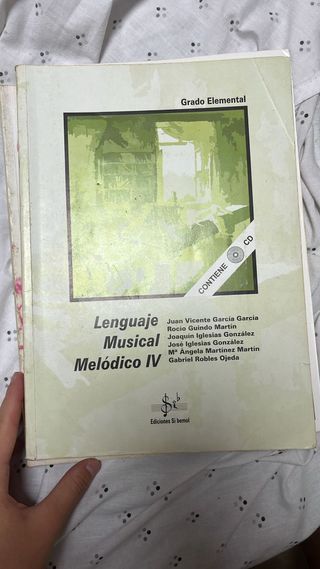 Grado Elemental
CONTIENE CD
Lenguaje
Musical
Melódico IV
Juan Vicente García García
Rocío Guindo Martín
Joaquín Iglesias González
José Iglesias González
Mª Ángela Martínez Martín
Gabriel Robles Ojeda
Si b
Ediciones Si bemol